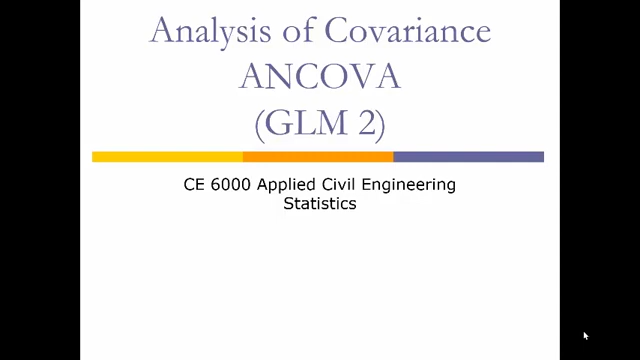 Analysis of Covariance
ANCOVA
(GLM 2)
CE 6000 Applied Civil Engineering
Statistics